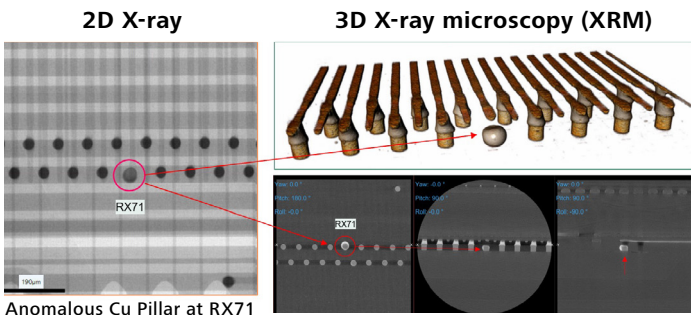 2D X-ray
3D X-ray microscopy (XRM)
RX71
190µm
Anomalous Cu Pillar at RX71
Yaw: 0.0 °
Pitch: 180.0 °
Roll: -0.0 °
RX71
Yaw: -0.0 °
Pitch: 90.0 °
Roll: -0.0 °
Yaw: 0.0 °
Pitch: 90.0 °
Roll: -90.0 °